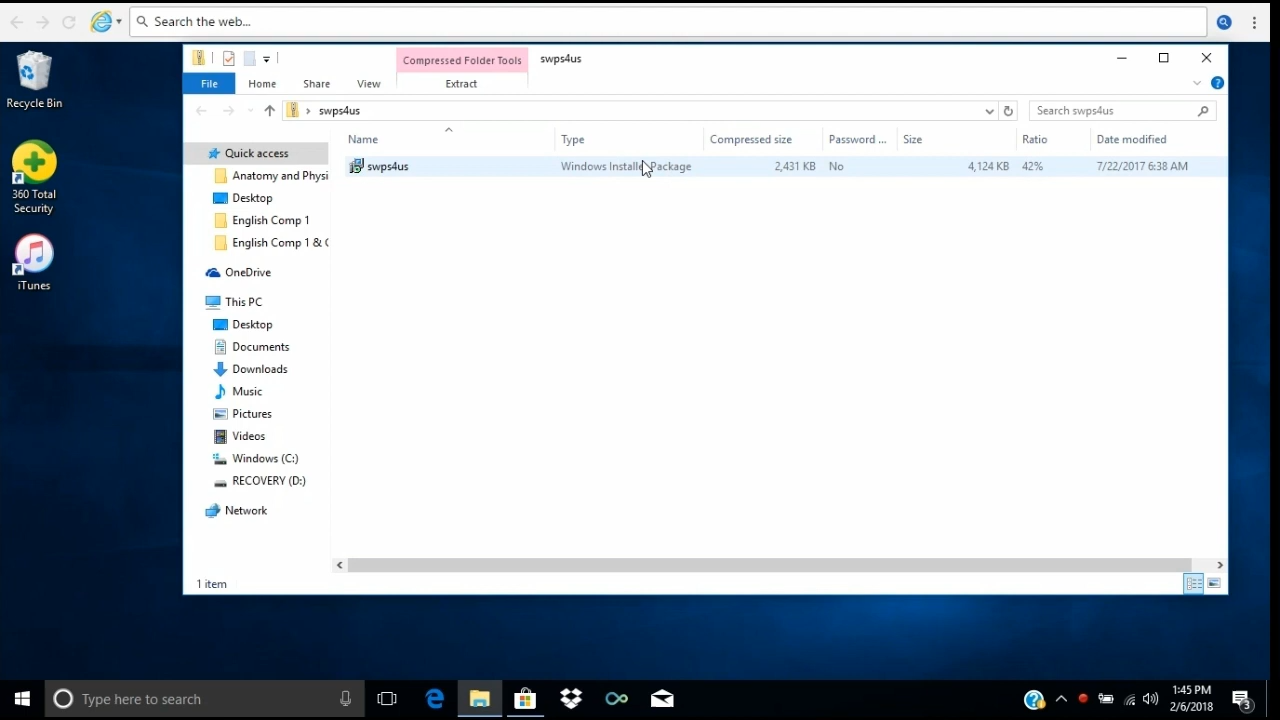 Search the web...
Recycle Bin
360 Total
Security
iTunes
Compressed Folder Tools
swps4us
File
Home
Share
View
Extract
swps4us
Search swps4us
Name
Type
Compressed size
Password ...
Size
Ratio
Date modified
swps4us
Windows Installer Package
2,431 KB
No
4,124 KB
42%
7/22/2017 6:38 AM
Quick access
Anatomy and Physi
Desktop
English Comp 1
English Comp 1 & C
OneDrive
This PC
Desktop
Documents
Downloads
Music
Pictures
Videos
Windows (C:)
RECOVERY (D:)
Network
1 item
Type here to search
1:45 PM
2/6/2018
3